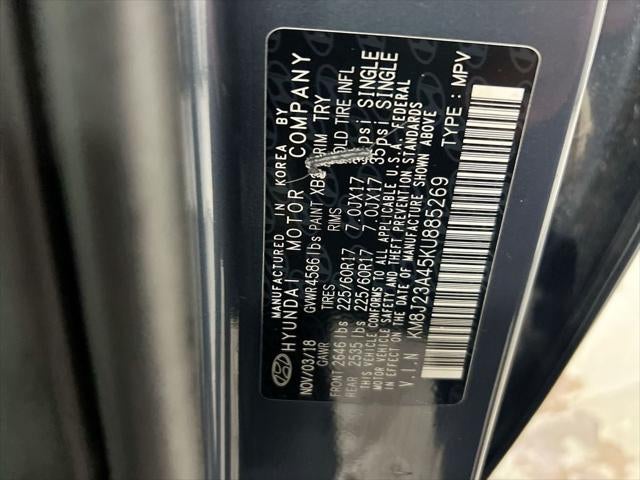 MANUFACTURED IN KOREA BY
HYUNDAI MOTOR COMPANY
NOV/03/18 GVWR 4586 lbs PAINT TRIM TRY
GAWR TIRES RIMS COLD TIRE INFL
FRONT 2646 lbs 225/60R17 7.0JX17 psi SINGLE
REAR 2535 lbs 225/60R17 7.0JX17 35psi SINGLE
THIS VEHICLE CONFORMS TO ALL APPLICABLE U.S.A. FEDERAL
MOTOR VEHICLE SAFETY AND THEFT PREVENTION STANDARDS
IN EFFECT ON THE DATE OF MANUFACTURE SHOWN ABOVE
V.I.N KM8J23A45KU885269 TYPE : MPV